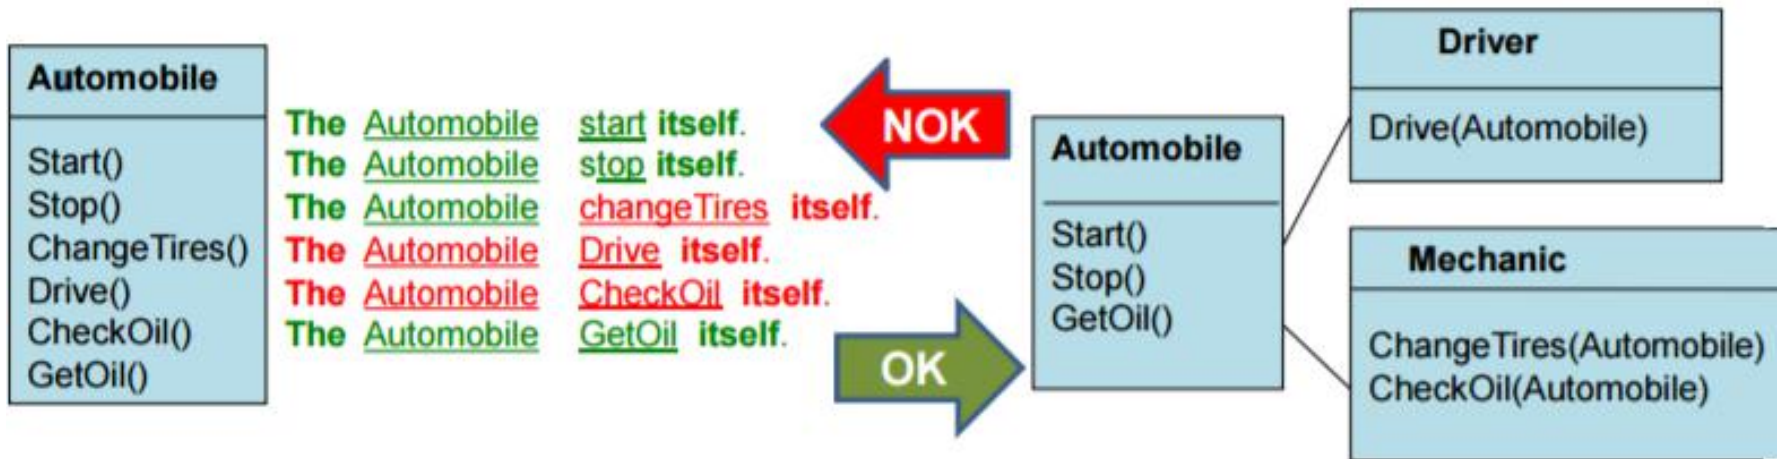 Automobile
Start()
Stop()
ChangeTires()
Drive()
CheckOil()
GetOil()
The Automobile start itself.
The Automobile stop itself.
The Automobile changeTires itself.
The Automobile Drive itself.
The Automobile CheckOil itself.
The Automobile GetOil itself.
NOK
OK
Automobile
Start()
Stop()
GetOil()
Driver
Drive(Automobile)
Mechanic
ChangeTires(Automobile)
CheckOil(Automobile)